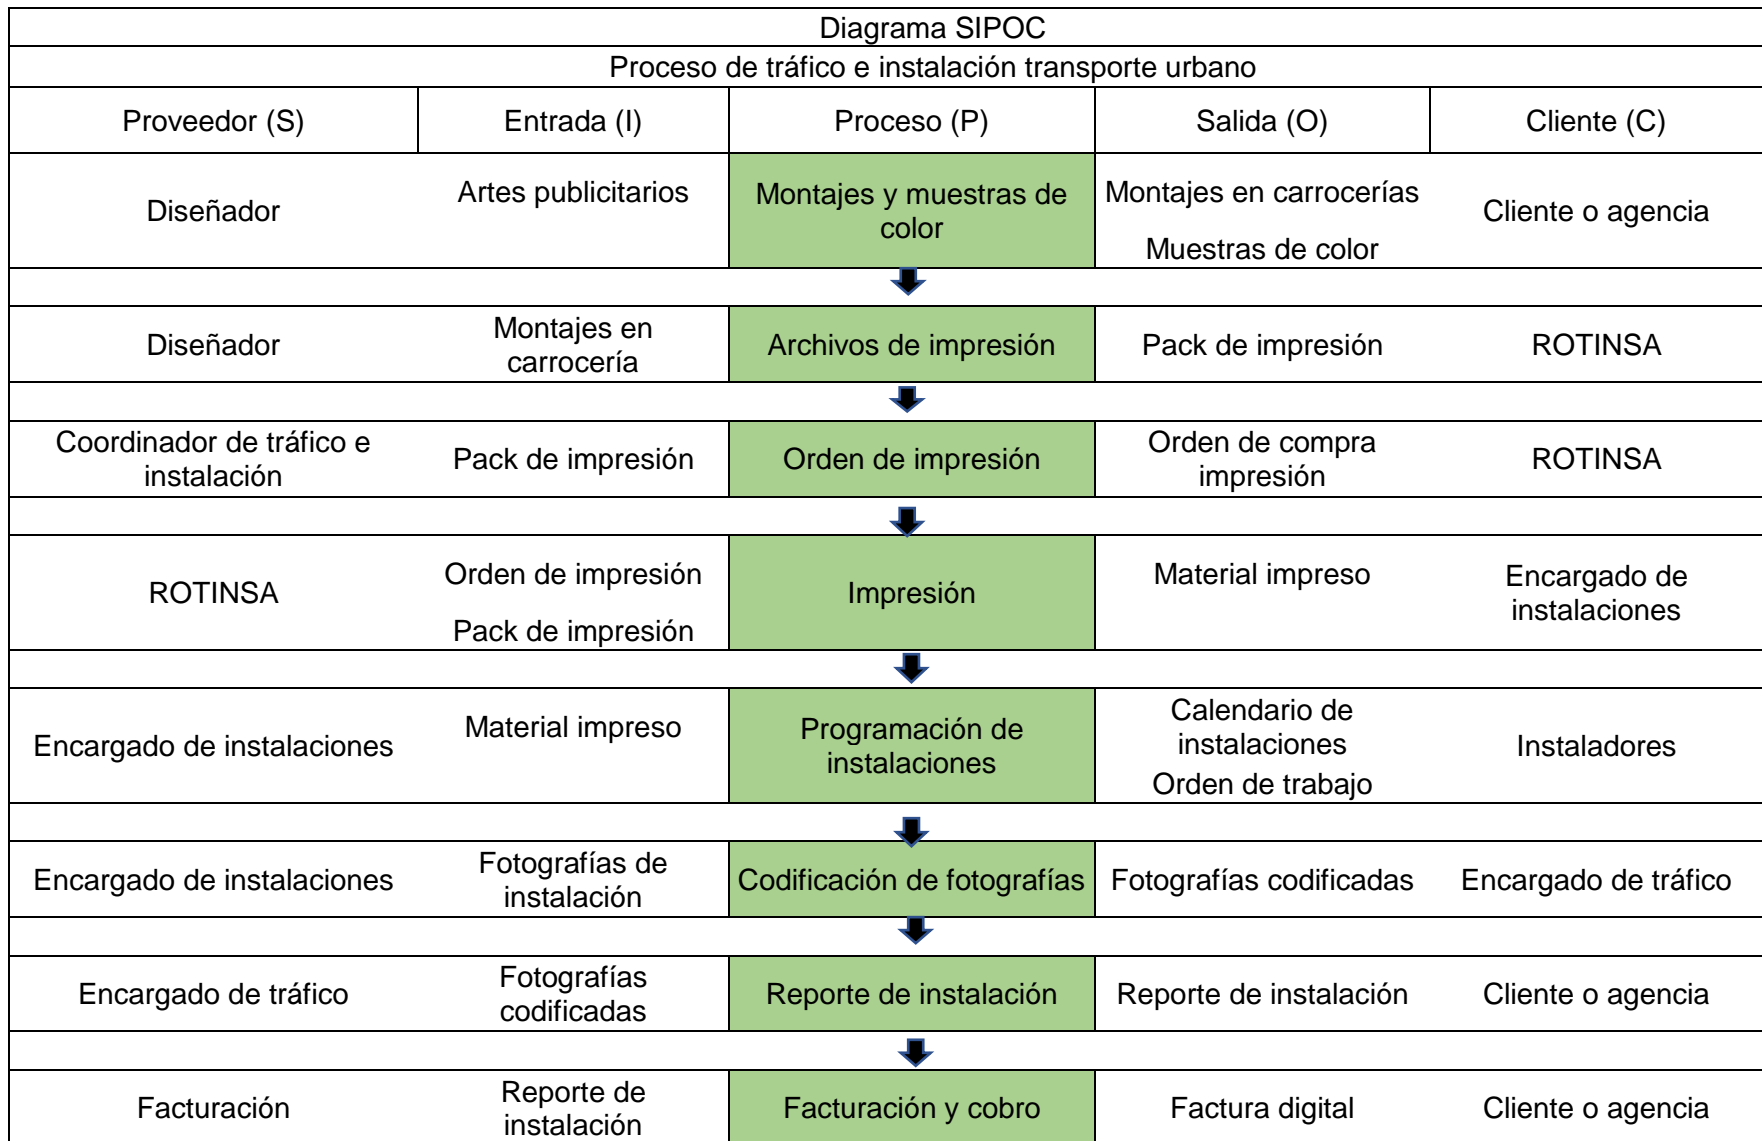 Diagrama SIPOC
Proceso de tráfico e instalación transporte urbano
Proveedor (S)
Entrada (I)
Proceso (P)
Salida (O)
Cliente (C)
Diseñador
Artes publicitarios
Montajes y muestras de
color
Montajes en carrocerías
Muestras de color
Cliente o agencia
Diseñador
Montajes en
carrocería
Archivos de impresión
Pack de impresión
ROTINSA
Coordinador de tráfico e
instalación
Pack de impresión
Orden de impresión
Orden de compra
impresión
ROTINSA
ROTINSA
Orden de impresión
Pack de impresión
Impresión
Material impreso
Encargado de
instalaciones
Encargado de instalaciones
Material impreso
Programación de
instalaciones
Calendario de
instalaciones
Orden de trabajo
Instaladores
Encargado de instalaciones
Fotografías de
instalación
Codificación de fotografías
Fotografías codificadas
Encargado de tráfico
Encargado de tráfico
Fotografías
codificadas
Reporte de instalación
Reporte de instalación
Cliente o agencia
Facturación
Reporte de
instalación
Facturación y cobro
Factura digital
Cliente o agencia